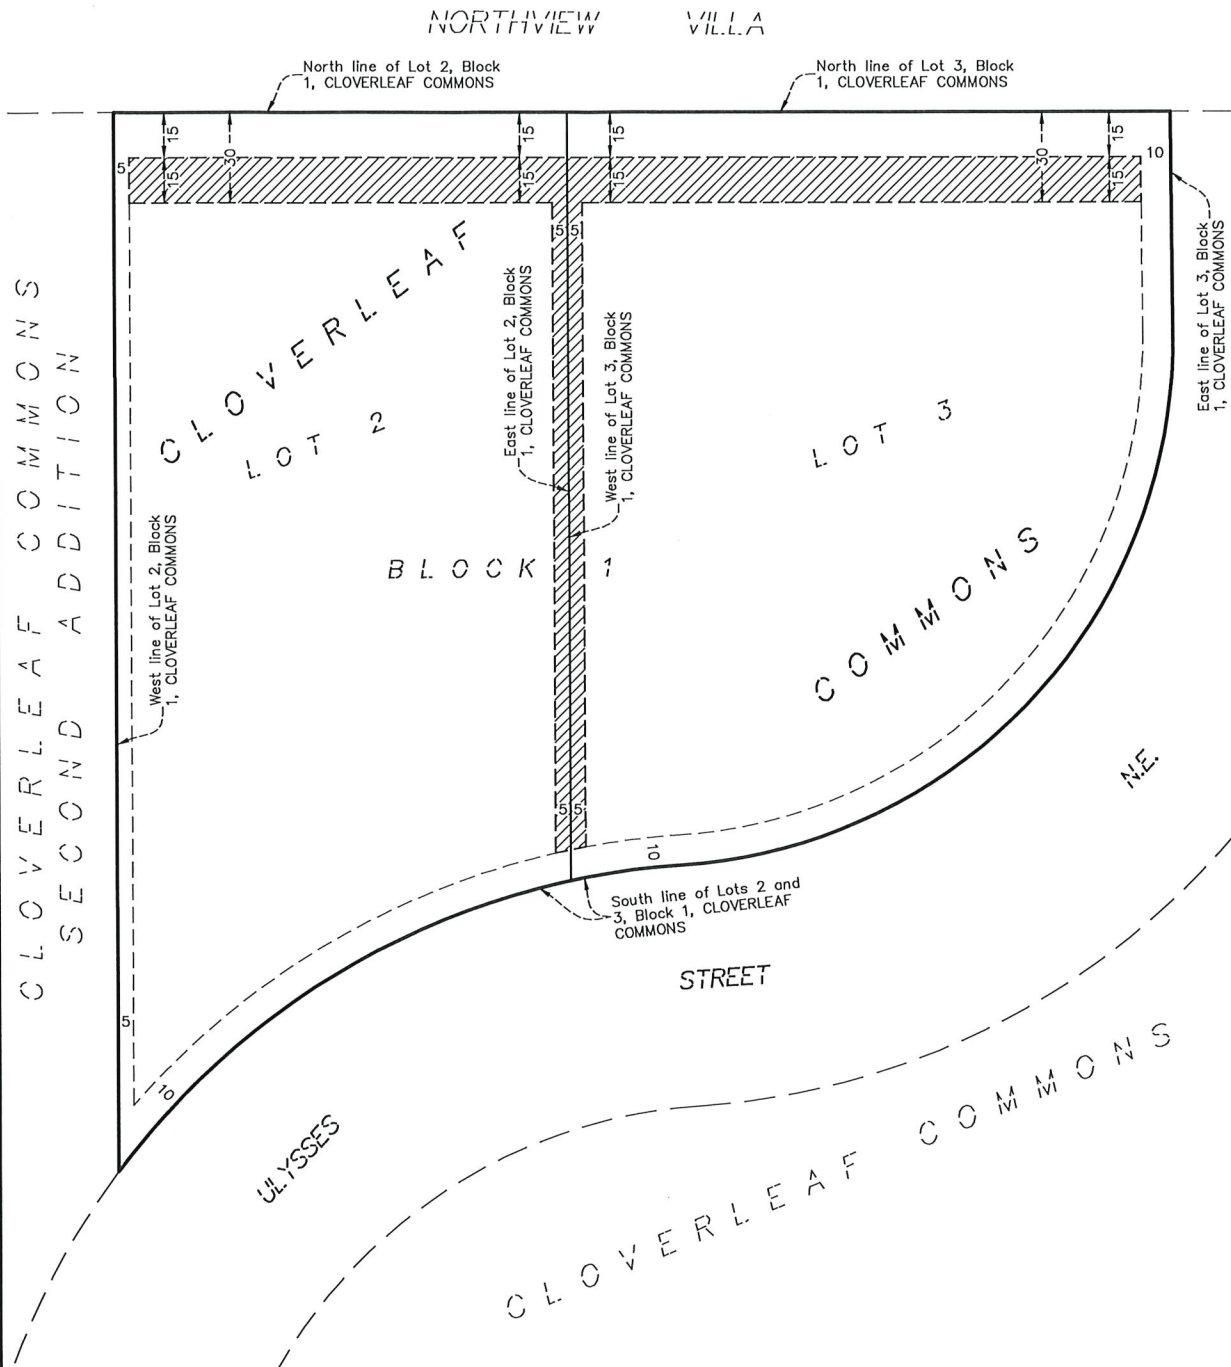 NORTHVIEW VILLA
North line of Lot 2, Block
1, CLOVERLEAF COMMONS
North line of Lot 3, Block
1, CLOVERLEAF COMMONS
15
30
15
15
30
15
5
15
15
15
15
10
5
5
CLOVERLEAF
LOT 2
East line of Lot 2, Block
1, CLOVERLEAF COMMONS
West line of Lot 3, Block
1, CLOVERLEAF COMMONS
LOT 3
East line of Lot 3, Block
1, CLOVERLEAF COMMONS
CLOVERLEAF COMMONS
SECOND ADDITION
West line of Lot 2, Block
1, CLOVERLEAF COMMONS
BLOCK 1
COMMONS
N.E.
5
5
10
South line of Lots 2 and
3, Block 1, CLOVERLEAF
COMMONS
STREET
5
10
ULYSSES
CLOVERLEAF COMMONS